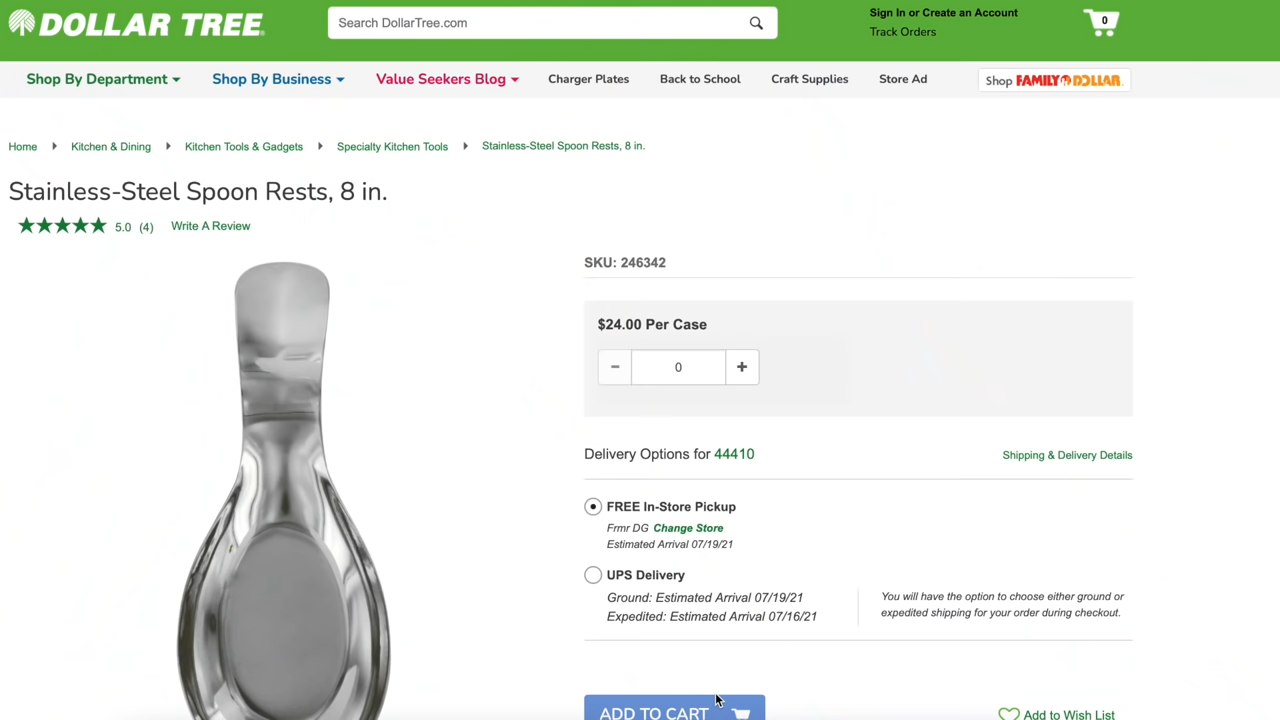 DOLLAR TREE
Search DollarTree.com
Sign In or Create an Account
Track Orders
0
Shop By Department
Shop By Business
Value Seekers Blog
Charger Plates
Back to School
Craft Supplies
Store Ad
Shop FAMILY DOLLAR
Home
Kitchen & Dining
Kitchen Tools & Gadgets
Specialty Kitchen Tools
Stainless-Steel Spoon Rests, 8 in.
Stainless-Steel Spoon Rests, 8 in.
5.0 (4) Write A Review
SKU: 246342
$24.00 Per Case
− 0 +
Delivery Options for 44410
Shipping & Delivery Details
FREE In-Store Pickup
Frmr DG Change Store
Estimated Arrival 07/19/21
UPS Delivery
Ground: Estimated Arrival 07/19/21
Expedited: Estimated Arrival 07/16/21
You will have the option to choose either ground or
expedited shipping for your order during checkout.
ADD TO CART
Add to Wish List